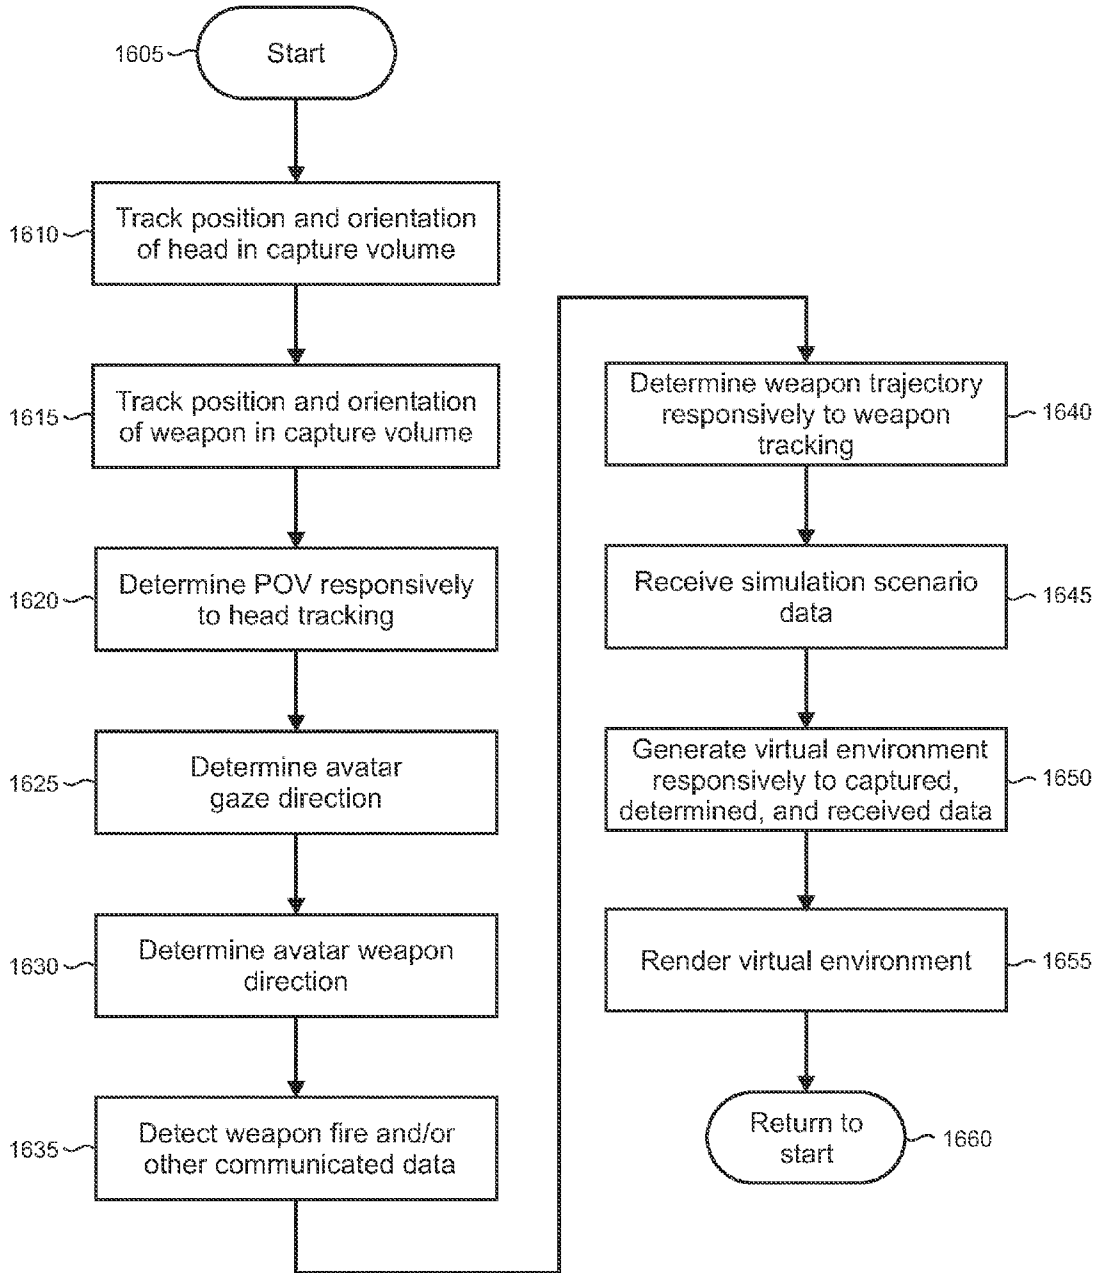 1605
Start
1610
Track position and orientation
of head in capture volume
1615
Track position and orientation
of weapon in capture volume
1620
Determine POV responsively
to head tracking
1625
Determine avatar
gaze direction
1630
Determine avatar weapon
direction
1635
Detect weapon fire and/or
other communicated data
Determine weapon trajectory
responsively to weapon
tracking
1640
Receive simulation scenario
data
1645
Generate virtual environment
responsively to captured,
determined, and received data
1650
Render virtual environment
1655
Return to
start
1660